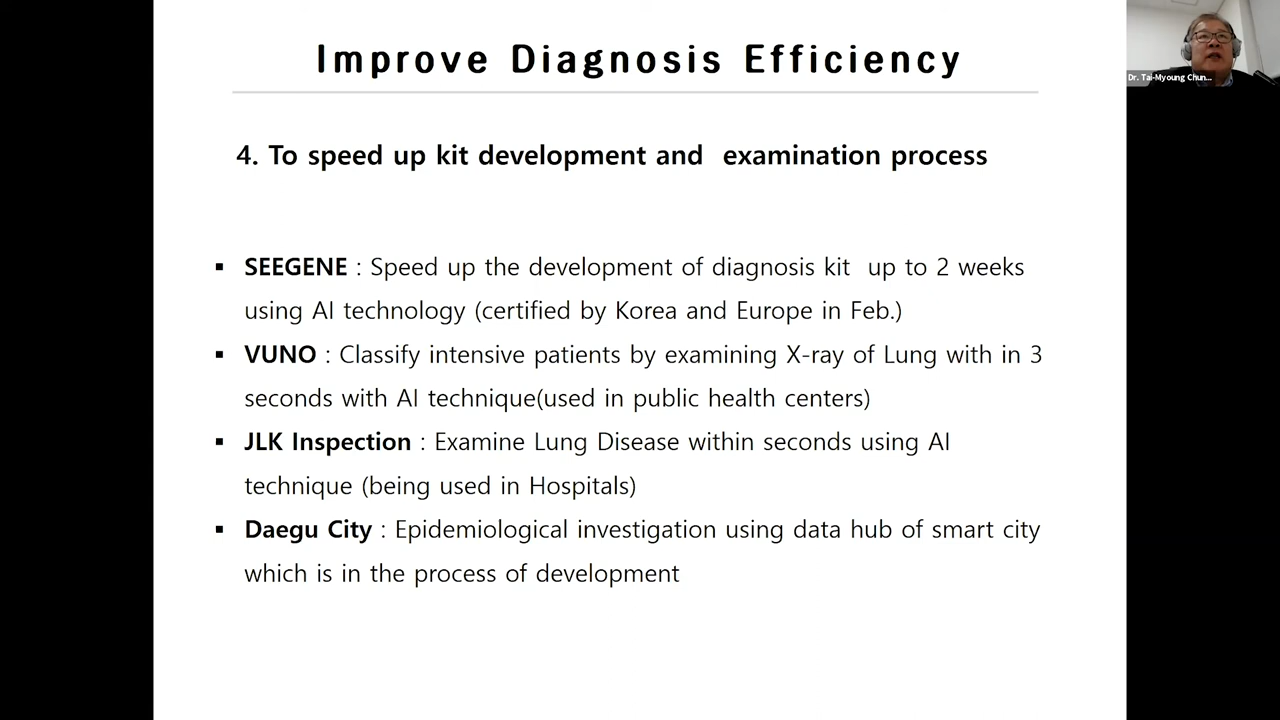 Improve Diagnosis Efficiency
Dr. Tai-Myoung Chun...
4. To speed up kit development and examination process
▪ SEEGENE : Speed up the development of diagnosis kit up to 2 weeks
using AI technology (certified by Korea and Europe in Feb.)
▪ VUNO : Classify intensive patients by examining X-ray of Lung with in 3
seconds with AI technique(used in public health centers)
▪ JLK Inspection : Examine Lung Disease within seconds using AI
technique (being used in Hospitals)
▪ Daegu City : Epidemiological investigation using data hub of smart city
which is in the process of development